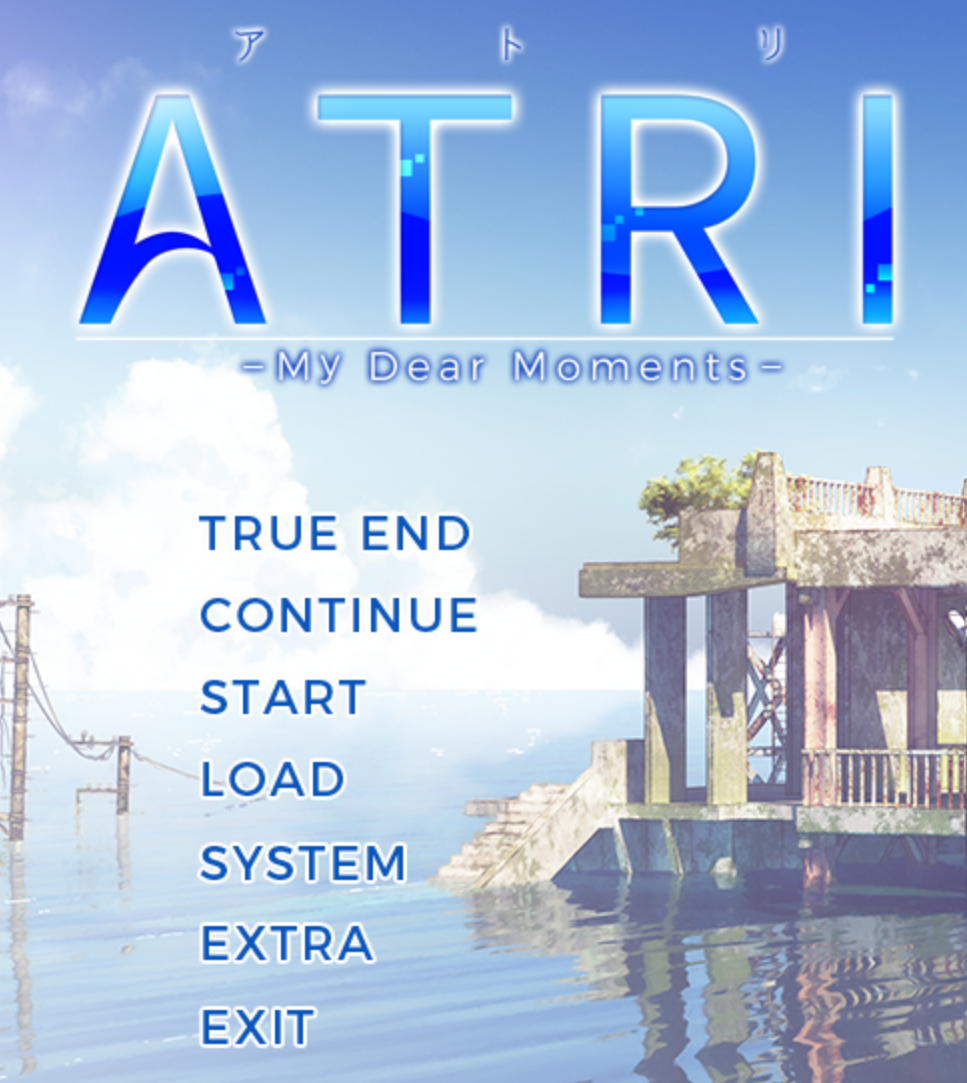 ア ト リ
ATRI
-My Dear Moments-
TRUE END
CONTINUE
START
LOAD
SYSTEM
EXTRA
EXIT